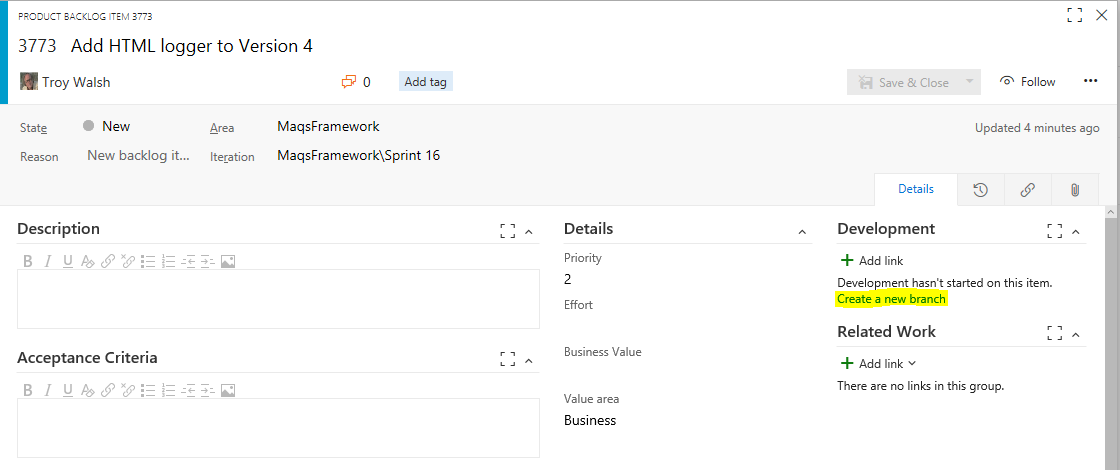 PRODUCT BACKLOG ITEM 3773
3773 Add HTML logger to Version 4
Troy Walsh
0
Add tag
Save & Close
Follow
State
New
Area
MaqsFramework
Updated 4 minutes ago
Reason
New backlog it...
Iteration
MaqsFramework\Sprint 16
Details
Description
B I U
Acceptance Criteria
B I U
Details
Priority
2
Effort
Business Value
Value area
Business
Development
Add link
Development hasn't started on this item.
Create a new branch
Related Work
Add link
There are no links in this group.